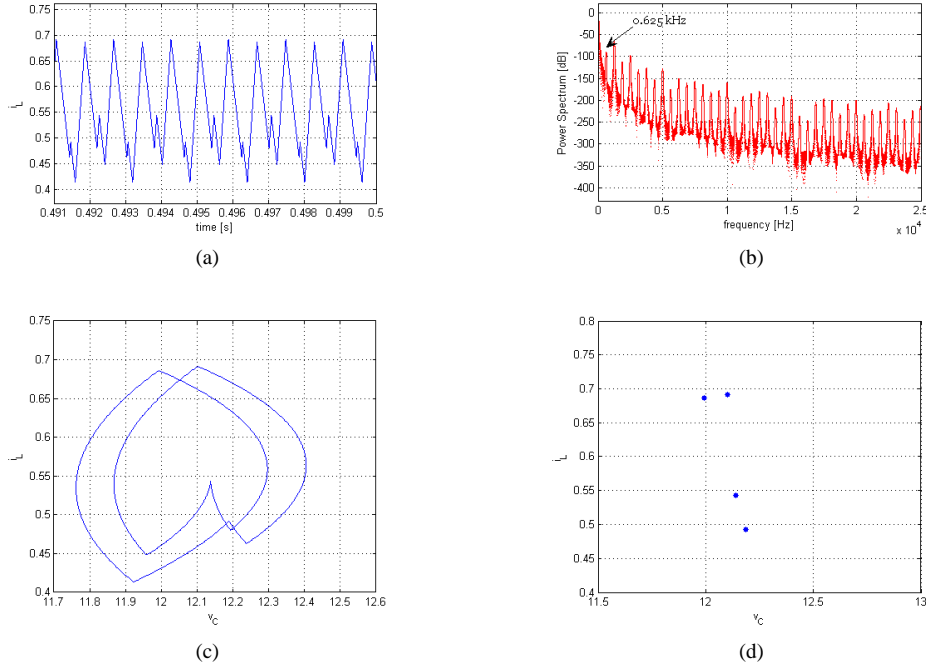 0.75
0.7
0.65
0.6
0.55
0.5
0.45
0.4
i_L
0.491 0.492 0.493 0.494 0.495 0.496 0.497 0.498 0.499 0.5
time [s]
(a)
0.625 kHz
0
-50
-100
-150
-200
-250
-300
-350
-400
Power Spectrum [dB]
0 0.5 1 1.5 2 2.5
frequency [Hz]
x 10^4
(b)
0.75
0.7
0.65
0.6
0.55
0.5
0.45
0.4
i_L
11.7 11.8 11.9 12 12.1 12.2 12.3 12.4 12.5 12.6
v_C
(c)
0.8
0.75
0.7
0.65
0.6
0.55
0.5
0.45
0.4
i_L
11.5 12 12.5 13
v_C
(d)